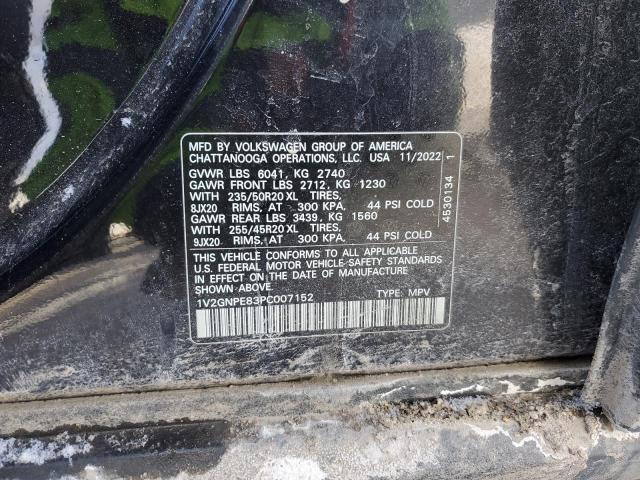 MFD BY VOLKSWAGEN GROUP OF AMERICA
CHATTANOOGA OPERATIONS, LLC. USA 11/2022
GVWR LBS 6041, KG 2740
GAWR FRONT LBS 2712, KG 1230
WITH 235/50R20 XL TIRES,
8JX20 RIMS, AT 300 KPA, 44 PSI COLD
GAWR REAR LBS 3439, KG 1560
WITH 255/45R20 XL TIRES,
9JX20 RIMS, AT 300 KPA, 44 PSI COLD
THIS VEHICLE CONFORMS TO ALL APPLICABLE
U.S. FEDERAL MOTOR VEHICLE SAFETY STANDARDS
IN EFFECT ON THE DATE OF MANUFACTURE
SHOWN ABOVE.
1V2GNPE83PC007152 TYPE: MPV
4530134 1